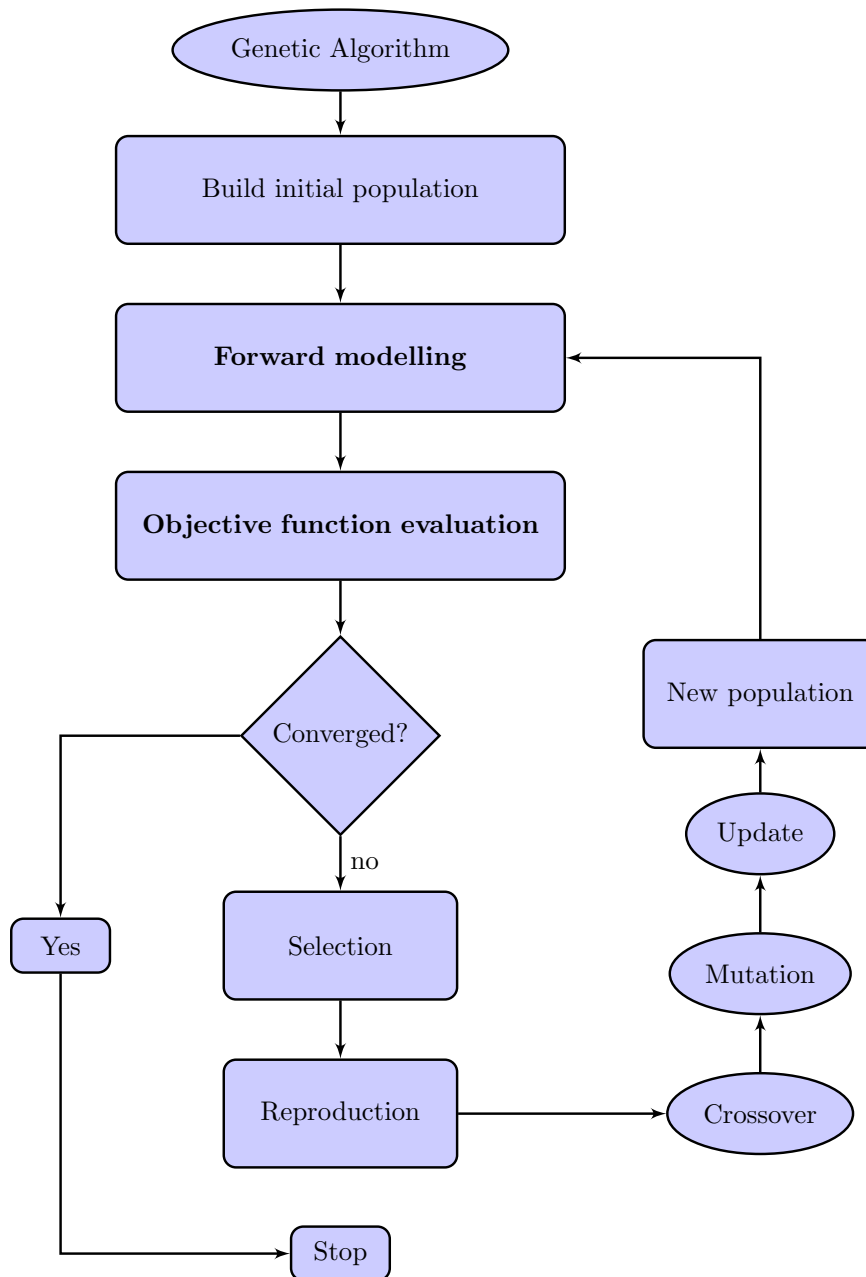 Genetic Algorithm
Build initial population
Forward modelling
Objective function evaluation
Converged?
New population
Update
no
Yes
Selection
Mutation
Reproduction
Crossover
Stop